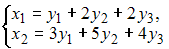 x₁ = y₁ + 2y₂ + 2y₃,
x₂ = 3y₁ + 5y₂ + 4y₃